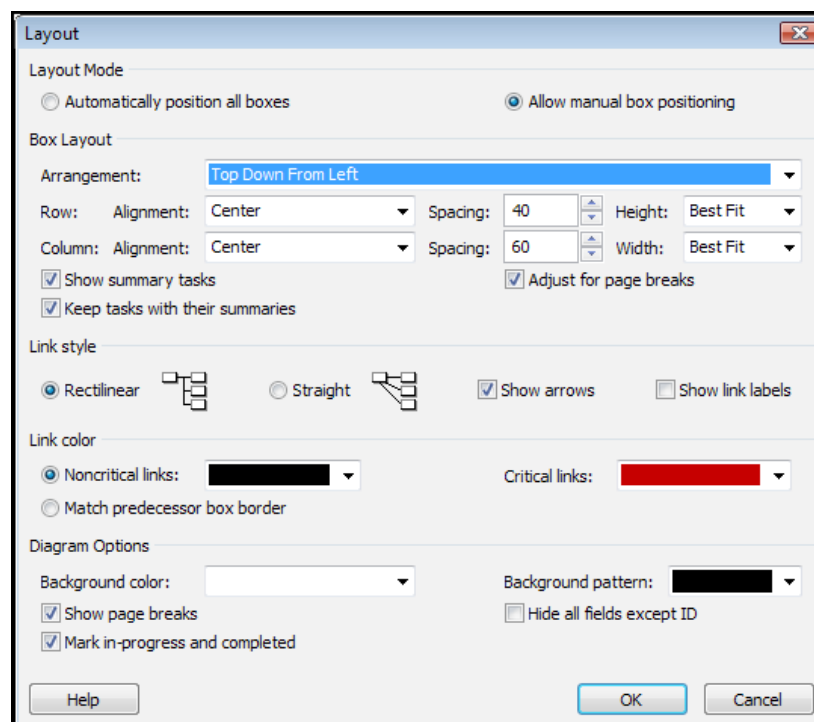 Layout
Layout Mode
Automatically position all boxes Allow manual box positioning
Box Layout
Arrangement: Top Down From Left
Row: Alignment: Center Spacing: 40 Height: Best Fit
Column: Alignment: Center Spacing: 60 Width: Best Fit
Show summary tasks Adjust for page breaks
Keep tasks with their summaries
Link style
Rectilinear Straight Show arrows Show link labels
Link color
Noncritical links: Critical links:
Match predecessor box border
Diagram Options
Background color: Background pattern:
Show page breaks Hide all fields except ID
Mark in-progress and completed
Help OK Cancel